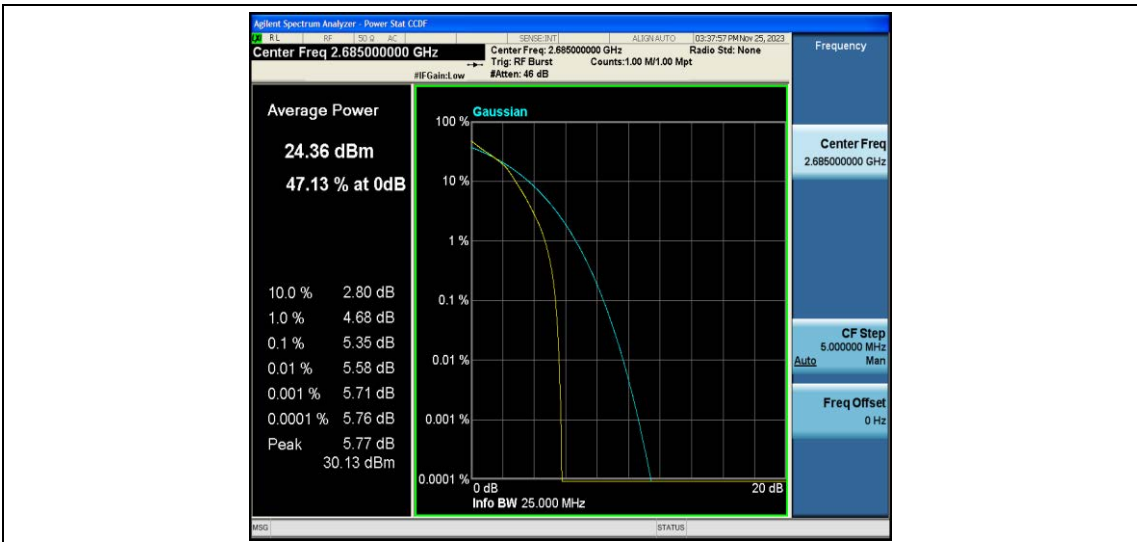 Agilent Spectrum Analyzer - Power Stat CCDF
RL RF 50 Ω AC SENSE:INT ALIGN AUTO 03:37:57 PM Nov 25, 2023
Center Freq 2.685000000 GHz
Center Freq: 2.685000000 GHz Radio Std: None
Trig: RF Burst Counts:1.00 M/1.00 Mpt
#IFGain:Low #Atten: 46 dB
Frequency
Average Power
24.36 dBm
47.13 % at 0dB
10.0 % 2.80 dB
1.0 % 4.68 dB
0.1 % 5.35 dB
0.01 % 5.58 dB
0.001 % 5.71 dB
0.0001 % 5.76 dB
Peak 5.77 dB
30.13 dBm
Gaussian
100 %
10 %
1 %
0.1 %
0.01 %
0.001 %
0.0001 %
0 dB 20 dB
Info BW 25.000 MHz
Center Freq
2.685000000 GHz
CF Step
5.000000 MHz
Auto Man
Freq Offset
0 Hz
MSG STATUS